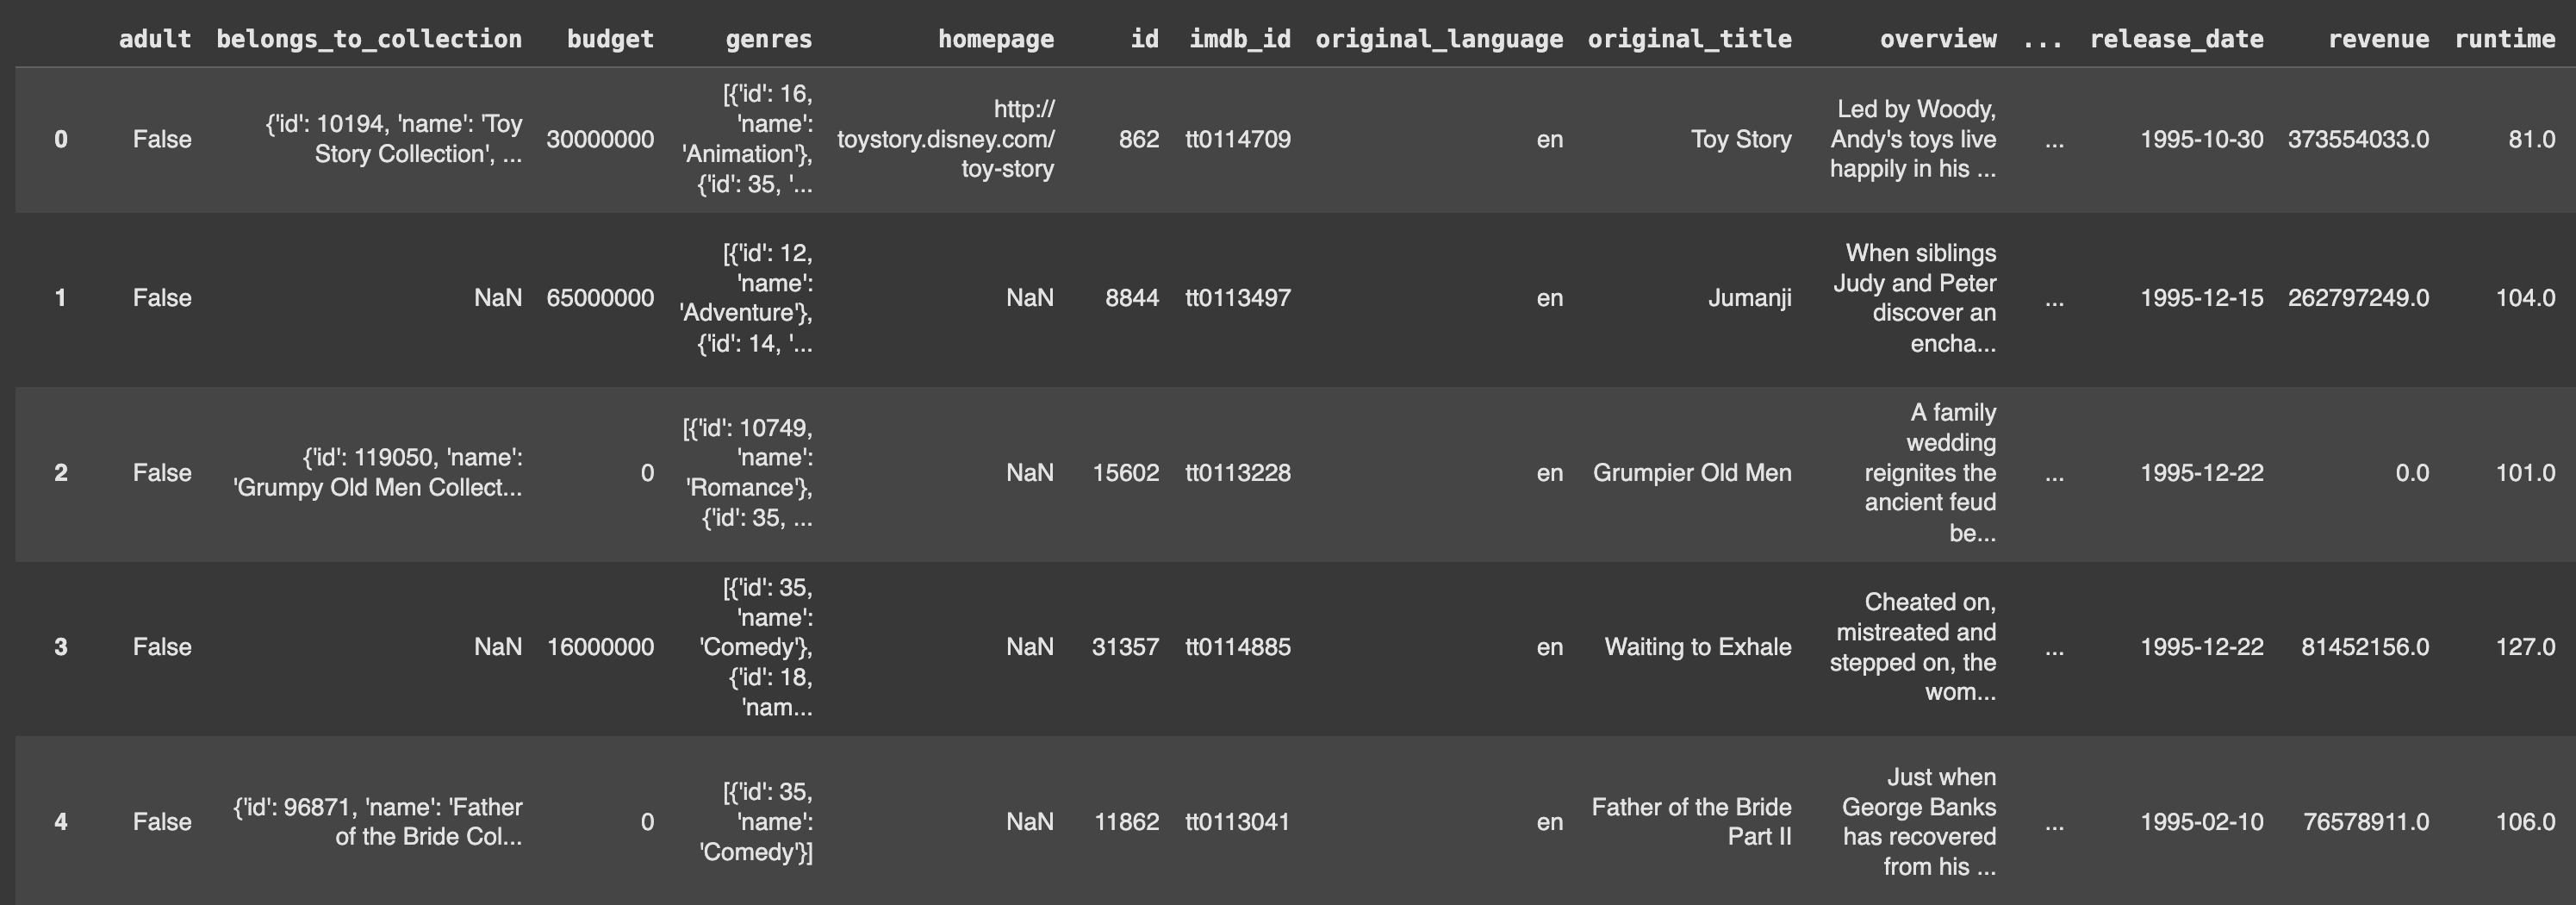 adult belongs_to_collection budget genres homepage id imdb_id original_language original_title overview ... release_date revenue runtime
0 False {'id': 10194, 'name': 'Toy Story Collection', ... 30000000 [{'id': 16, 'name': 'Animation'}, {'id': 35, '... http://toystory.disney.com/toy-story 862 tt0114709 en Toy Story Led by Woody, Andy's toys live happily in his ... ... 1995-10-30 373554033.0 81.0
1 False NaN 65000000 [{'id': 12, 'name': 'Adventure'}, {'id': 14, '... NaN 8844 tt0113497 en Jumanji When siblings Judy and Peter discover an encha... ... 1995-12-15 262797249.0 104.0
2 False {'id': 119050, 'name': 'Grumpy Old Men Collect... 0 [{'id': 10749, 'name': 'Romance'}, {'id': 35, ... NaN 15602 tt0113228 en Grumpier Old Men A family wedding reignites the ancient feud be... ... 1995-12-22 0.0 101.0
3 False NaN 16000000 [{'id': 35, 'name': 'Comedy'}, {'id': 18, 'nam... NaN 31357 tt0114885 en Waiting to Exhale Cheated on, mistreated and stepped on, the wom... ... 1995-12-22 81452156.0 127.0
4 False {'id': 96871, 'name': 'Father of the Bride Col... 0 [{'id': 35, 'name': 'Comedy'}] NaN 11862 tt0113041 en Father of the Bride Part II Just when George Banks has recovered from his ... ... 1995-02-10 76578911.0 106.0